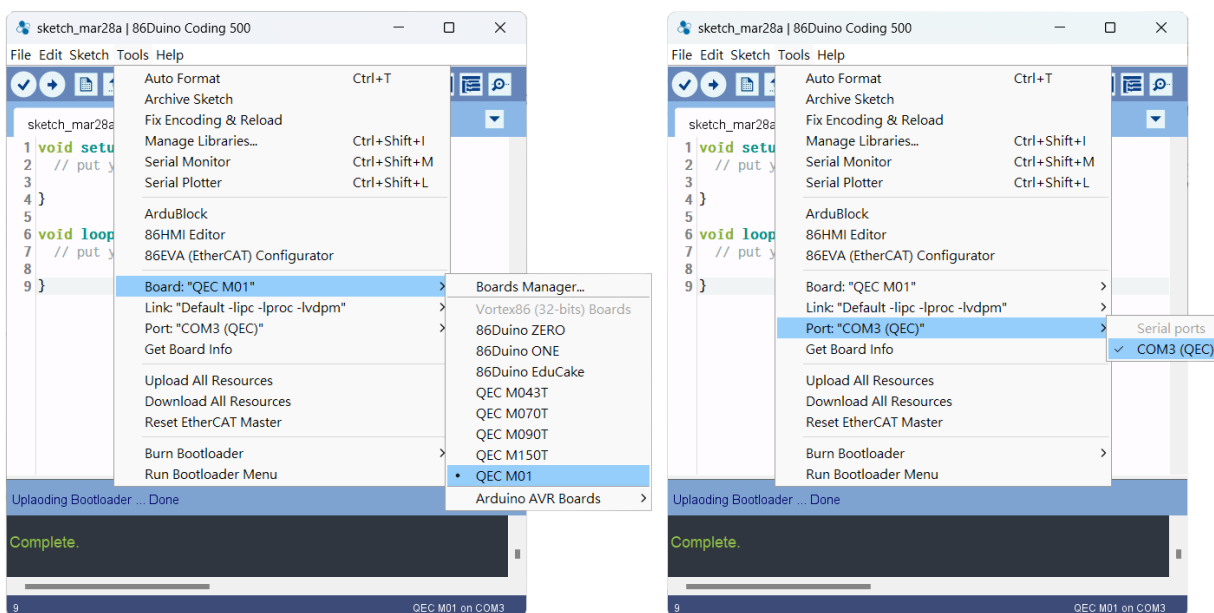 sketch_mar28a | 86Duino Coding 500
File Edit Sketch Tools Help
sketch_mar28a
1 void setu
2 // put y
3
4 }
5
6 void loop
7 // put y
8
9 }
Auto Format Ctrl+T
Archive Sketch
Fix Encoding & Reload
Manage Libraries... Ctrl+Shift+I
Serial Monitor Ctrl+Shift+M
Serial Plotter Ctrl+Shift+L
ArduBlock
86HMI Editor
86EVA (EtherCAT) Configurator
Board: "QEC M01"
Link: "Default -lipc -lproc -lvdpm"
Port: "COM3 (QEC)"
Get Board Info
Upload All Resources
Download All Resources
Reset EtherCAT Master
Burn Bootloader
Run Bootloader Menu
Boards Manager...
Vortex86 (32-bits) Boards
86Duino ZERO
86Duino ONE
86Duino EduCake
QEC M043T
QEC M070T
QEC M090T
QEC M150T
QEC M01
Arduino AVR Boards
Uplaoding Bootloader ... Done
Complete.
9 QEC M01 on COM3
sketch_mar28a | 86Duino Coding 500
File Edit Sketch Tools Help
sketch_mar28a
1 void setu
2 // put y
3
4 }
5
6 void loop
7 // put y
8
9 }
Auto Format Ctrl+T
Archive Sketch
Fix Encoding & Reload
Manage Libraries... Ctrl+Shift+I
Serial Monitor Ctrl+Shift+M
Serial Plotter Ctrl+Shift+L
ArduBlock
86HMI Editor
86EVA (EtherCAT) Configurator
Board: "QEC M01"
Link: "Default -lipc -lproc -lvdpm"
Port: "COM3 (QEC)"
Get Board Info
Upload All Resources
Download All Resources
Reset EtherCAT Master
Burn Bootloader
Run Bootloader Menu
Serial ports
COM3 (QEC)
Uplaoding Bootloader ... Done
Complete.
9 QEC M01 on COM3